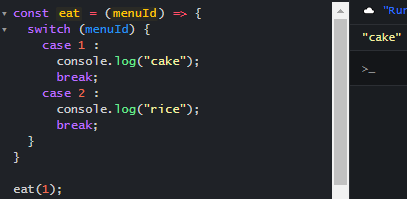 const eat = (menuId) => {
  switch (menuId) {
    case 1 :
      console.log("cake");
      break;
    case 2 :
      console.log("rice");
      break;
  }
}

eat(1);
"Run
"cake"
>_